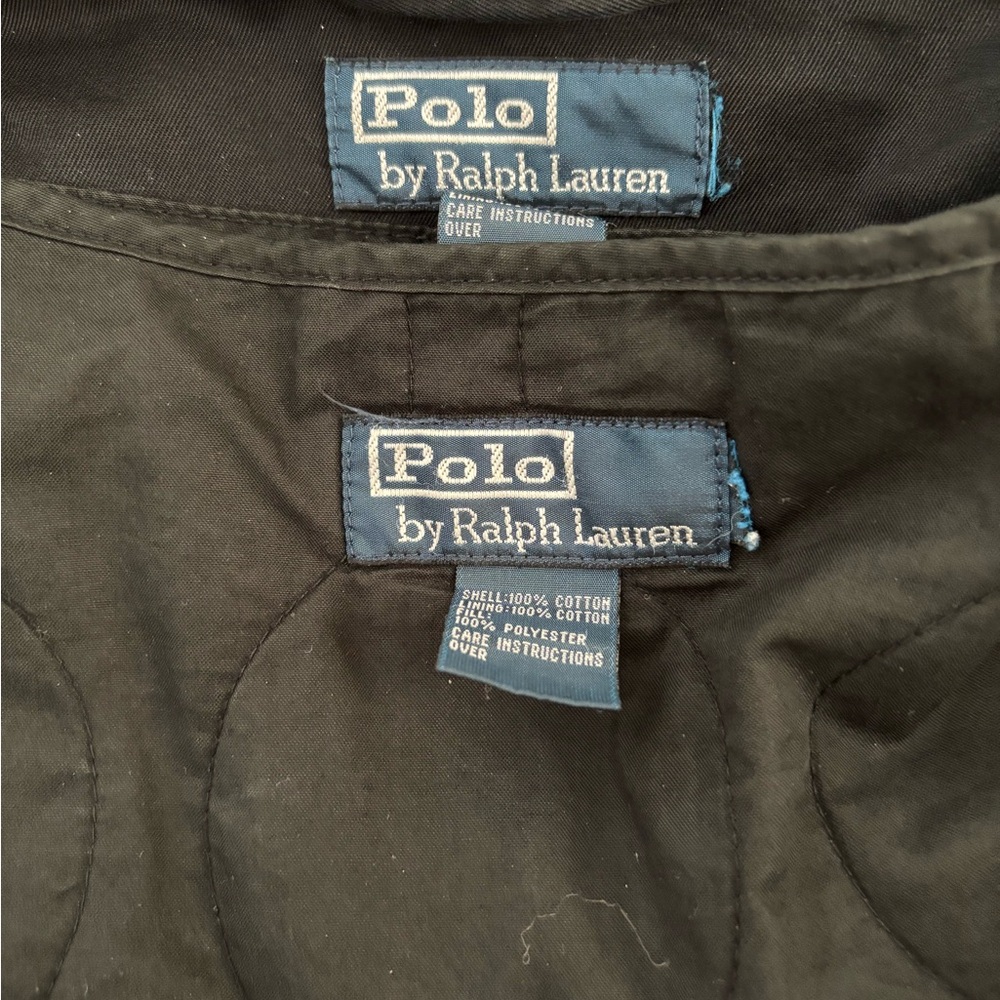 Polo
by Ralph Lauren
CARE INSTRUCTIONS
OVER
Polo
by Ralph Lauren
SHELL:100% COTTON
LINING:100% COTTON
FILL:
100% POLYESTER
CARE INSTRUCTIONS
OVER